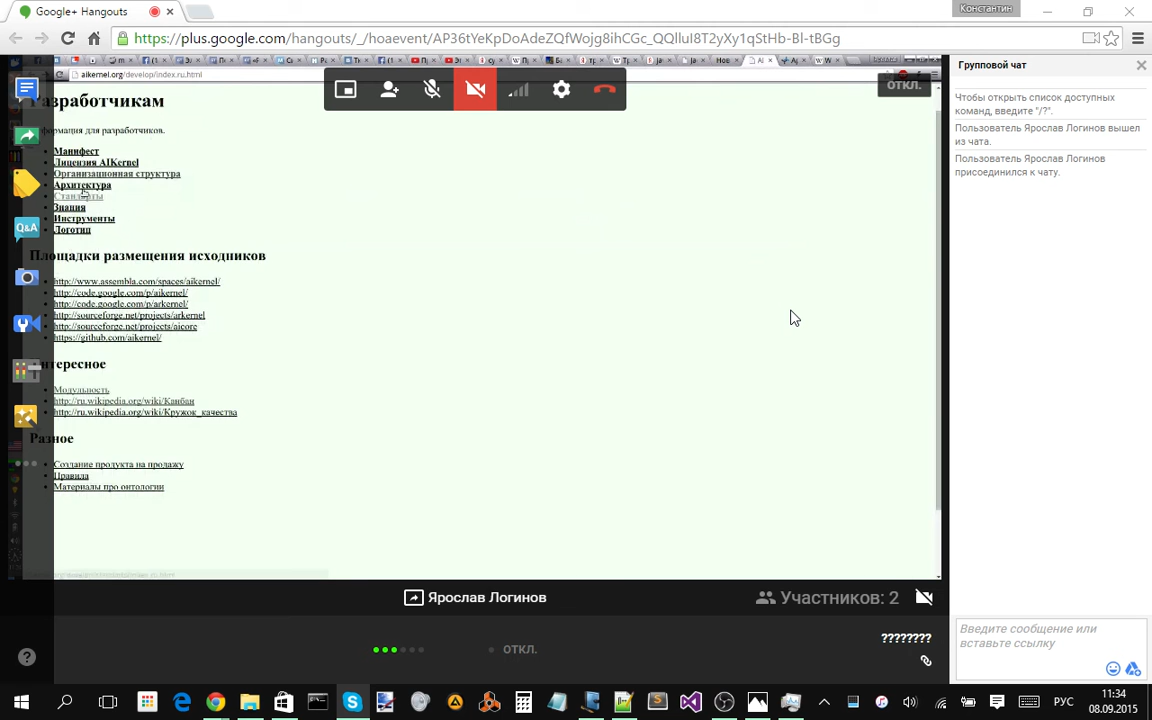 Google+ Hangouts
Константин
https://plus.google.com/hangouts/_/hoaevent/AP36tYeKpDoAdeZQfWojg8ihCGc_QQlIuI8T2yXy1qStHb-Bl-tBGg
aikernel.org/develop/index.ru.html
ОТКЛ.
Разработчикам
формация для разработчиков.
Манифест
Лицензия AIKernel
Организационная структура
Архитектура
Стандарты
Знания
Инструменты
Логотип
Q&A
Площадки размещения исходников
http://www.assembla.com/spaces/aikernel/
http://code.google.com/p/aikernel/
http://code.google.com/p/arkernel/
http://sourceforge.net/projects/arkernel
http://sourceforge.net/projects/aicore
https://github.com/aikernel/
нтересное
Модульность
http://ru.wikipedia.org/wiki/Канбан
http://ru.wikipedia.org/wiki/Кружок_качества
Разное
Создание продукта на продажу
Правила
Материалы про онтологии
Ярослав Логинов
Участников: 2
ОТКЛ.
????????
Групповой чат
Чтобы открыть список доступных
команд, введите "/?".
Пользователь Ярослав Логинов вышел
из чата.
Пользователь Ярослав Логинов
присоединился к чату.
Введите сообщение или
вставьте ссылку
РУС
11:34
08.09.2015